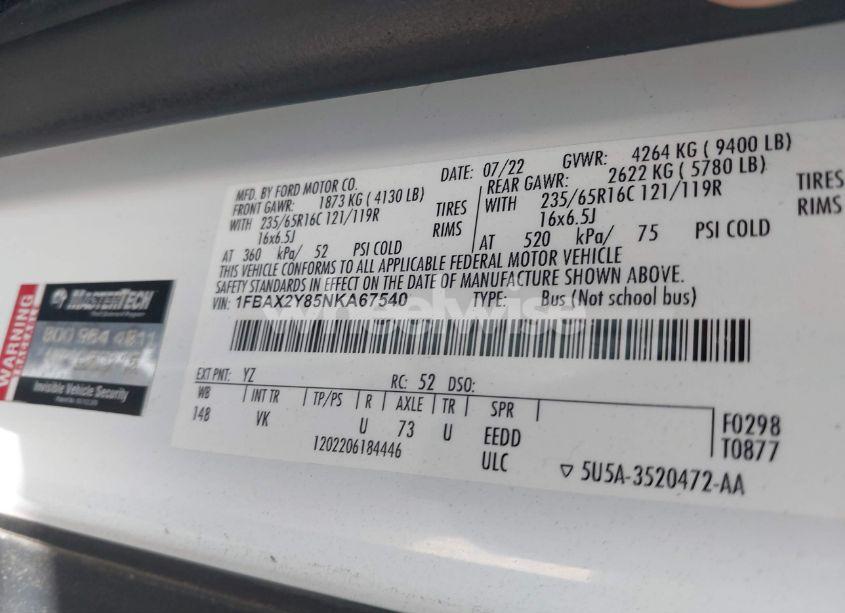 MFD. BY FORD MOTOR CO.
DATE: 07/22 GVWR: 4264 KG ( 9400 LB)
FRONT GAWR: 1873 KG ( 4130 LB)
WITH 235/65R16C 121/119R TIRES
16x6.5J RIMS
AT 360 kPa/ 52 PSI COLD
REAR GAWR: 2622 KG ( 5780 LB)
WITH 235/65R16C 121/119R TIRES
16x6.5J RIMS
AT 520 kPa/ 75 PSI COLD
THIS VEHICLE CONFORMS TO ALL APPLICABLE FEDERAL MOTOR VEHICLE
SAFETY STANDARDS IN EFFECT ON THE DATE OF MANUFACTURE SHOWN ABOVE.
VIN: 1FBAX2Y85NKA67540 TYPE: Bus (Not school bus)
wheelwise
EXT PNT: YZ RC: 52 DSO:
WB INT TR TP/PS R AXLE TR SPR
148 VK U 73 U EEDD
1202206184446 ULC
F0298
T0877
5U5A-3520472-AA
WARNING
MASTERTECH
800 964 4811
Invisible Vehicle Security